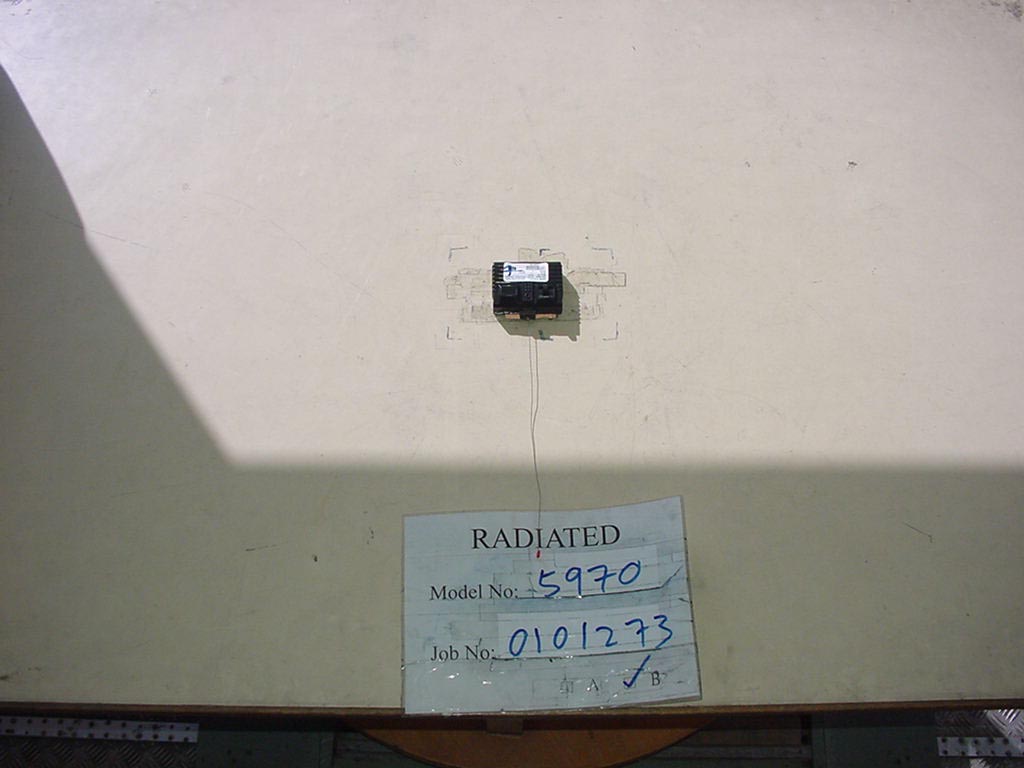 RADIATED
Model No: 5970
Job No: 0101273
A ✓ B